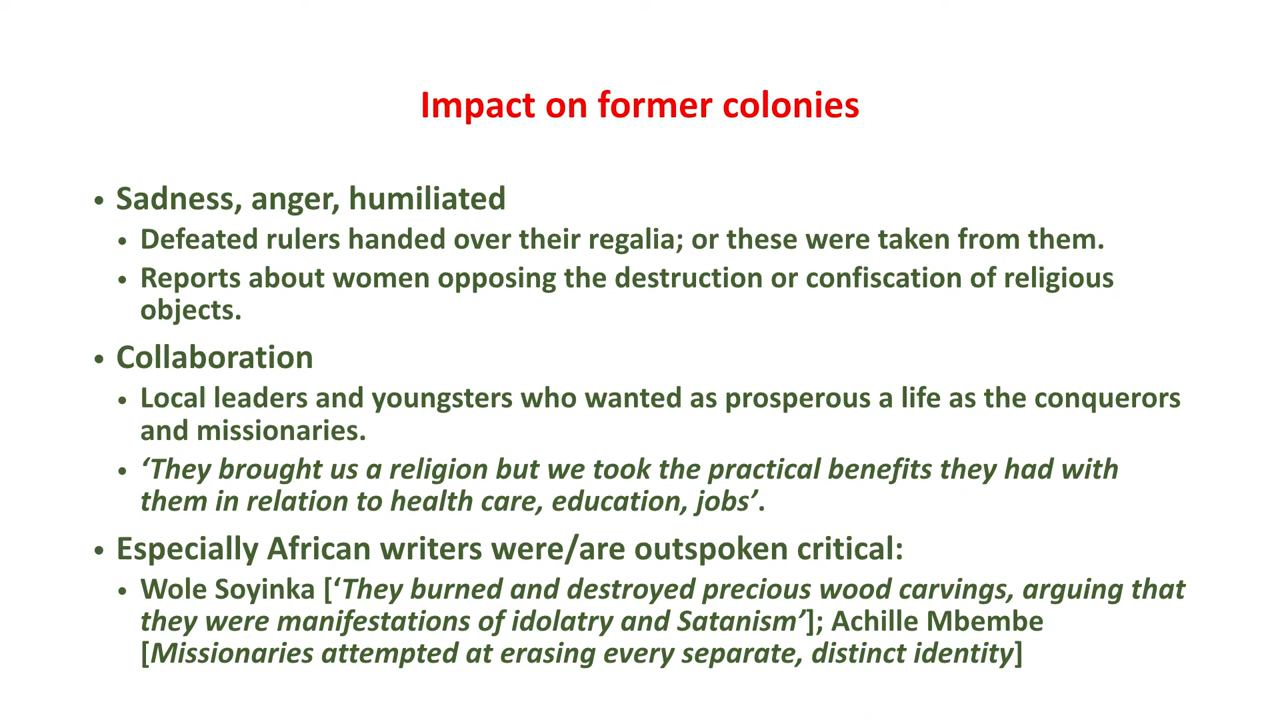 Impact on former colonies
• Sadness, anger, humiliated
• Defeated rulers handed over their regalia; or these were taken from them.
• Reports about women opposing the destruction or confiscation of religious
objects.
• Collaboration
• Local leaders and youngsters who wanted as prosperous a life as the conquerors
and missionaries.
• ‘They brought us a religion but we took the practical benefits they had with
them in relation to health care, education, jobs’.
• Especially African writers were/are outspoken critical:
• Wole Soyinka [‘They burned and destroyed precious wood carvings, arguing that
they were manifestations of idolatry and Satanism’]; Achille Mbembe
[Missionaries attempted at erasing every separate, distinct identity]